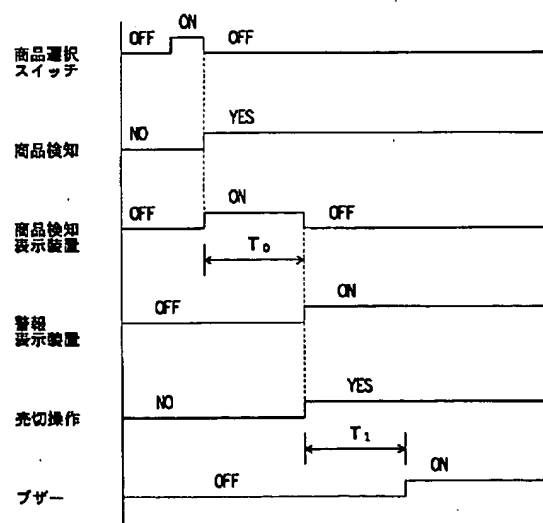 OFF ON OFF
商品選択
スイッチ
NO YES
商品検知
OFF ON OFF
商品検知
表示装置
T₀
OFF ON
警報
表示装置
NO YES
売切操作
T₁
OFF ON
ブザー